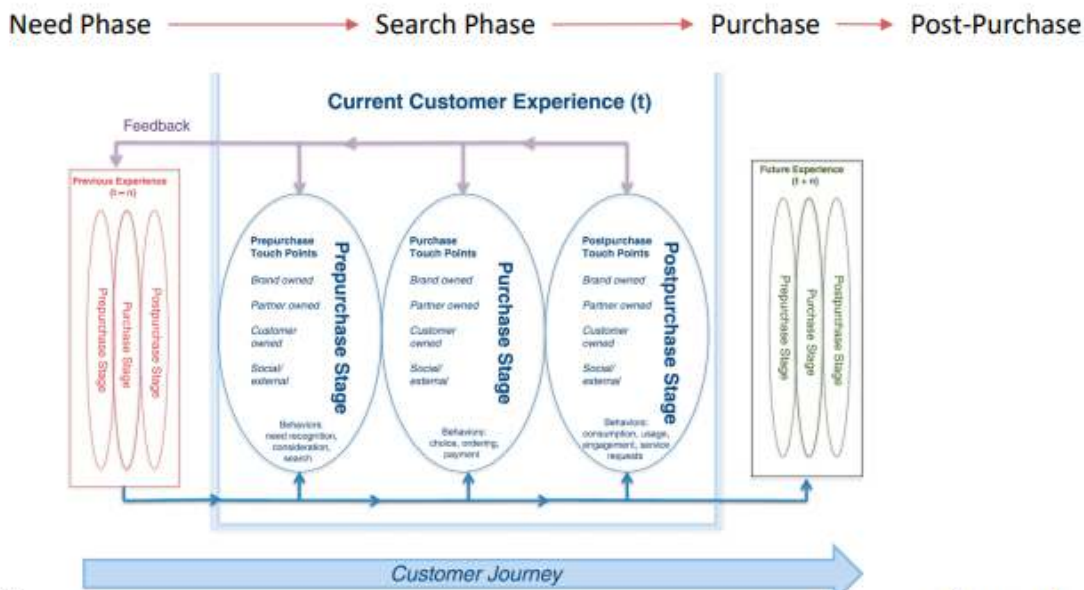 Need Phase
Search Phase
Purchase
Post-Purchase
Current Customer Experience (t)
Feedback
Previous Experience
(t – n)
Prepurchase Stage
Purchase Stage
Postpurchase Stage
Prepurchase
Touch Points
Brand owned
Partner owned
Customer
owned
Social/
external
Prepurchase Stage
Behaviors:
need recognition,
consideration,
search
Purchase
Touch Points
Brand owned
Partner owned
Customer
owned
Social/
external
Purchase Stage
Behaviors:
choice, ordering,
payment
Postpurchase
Touch Points
Brand owned
Partner owned
Customer
owned
Social/
external
Postpurchase Stage
Behaviors:
consumption, usage,
engagement, service
requests
Future Experience
(t + n)
Prepurchase Stage
Purchase Stage
Postpurchase Stage
Customer Journey